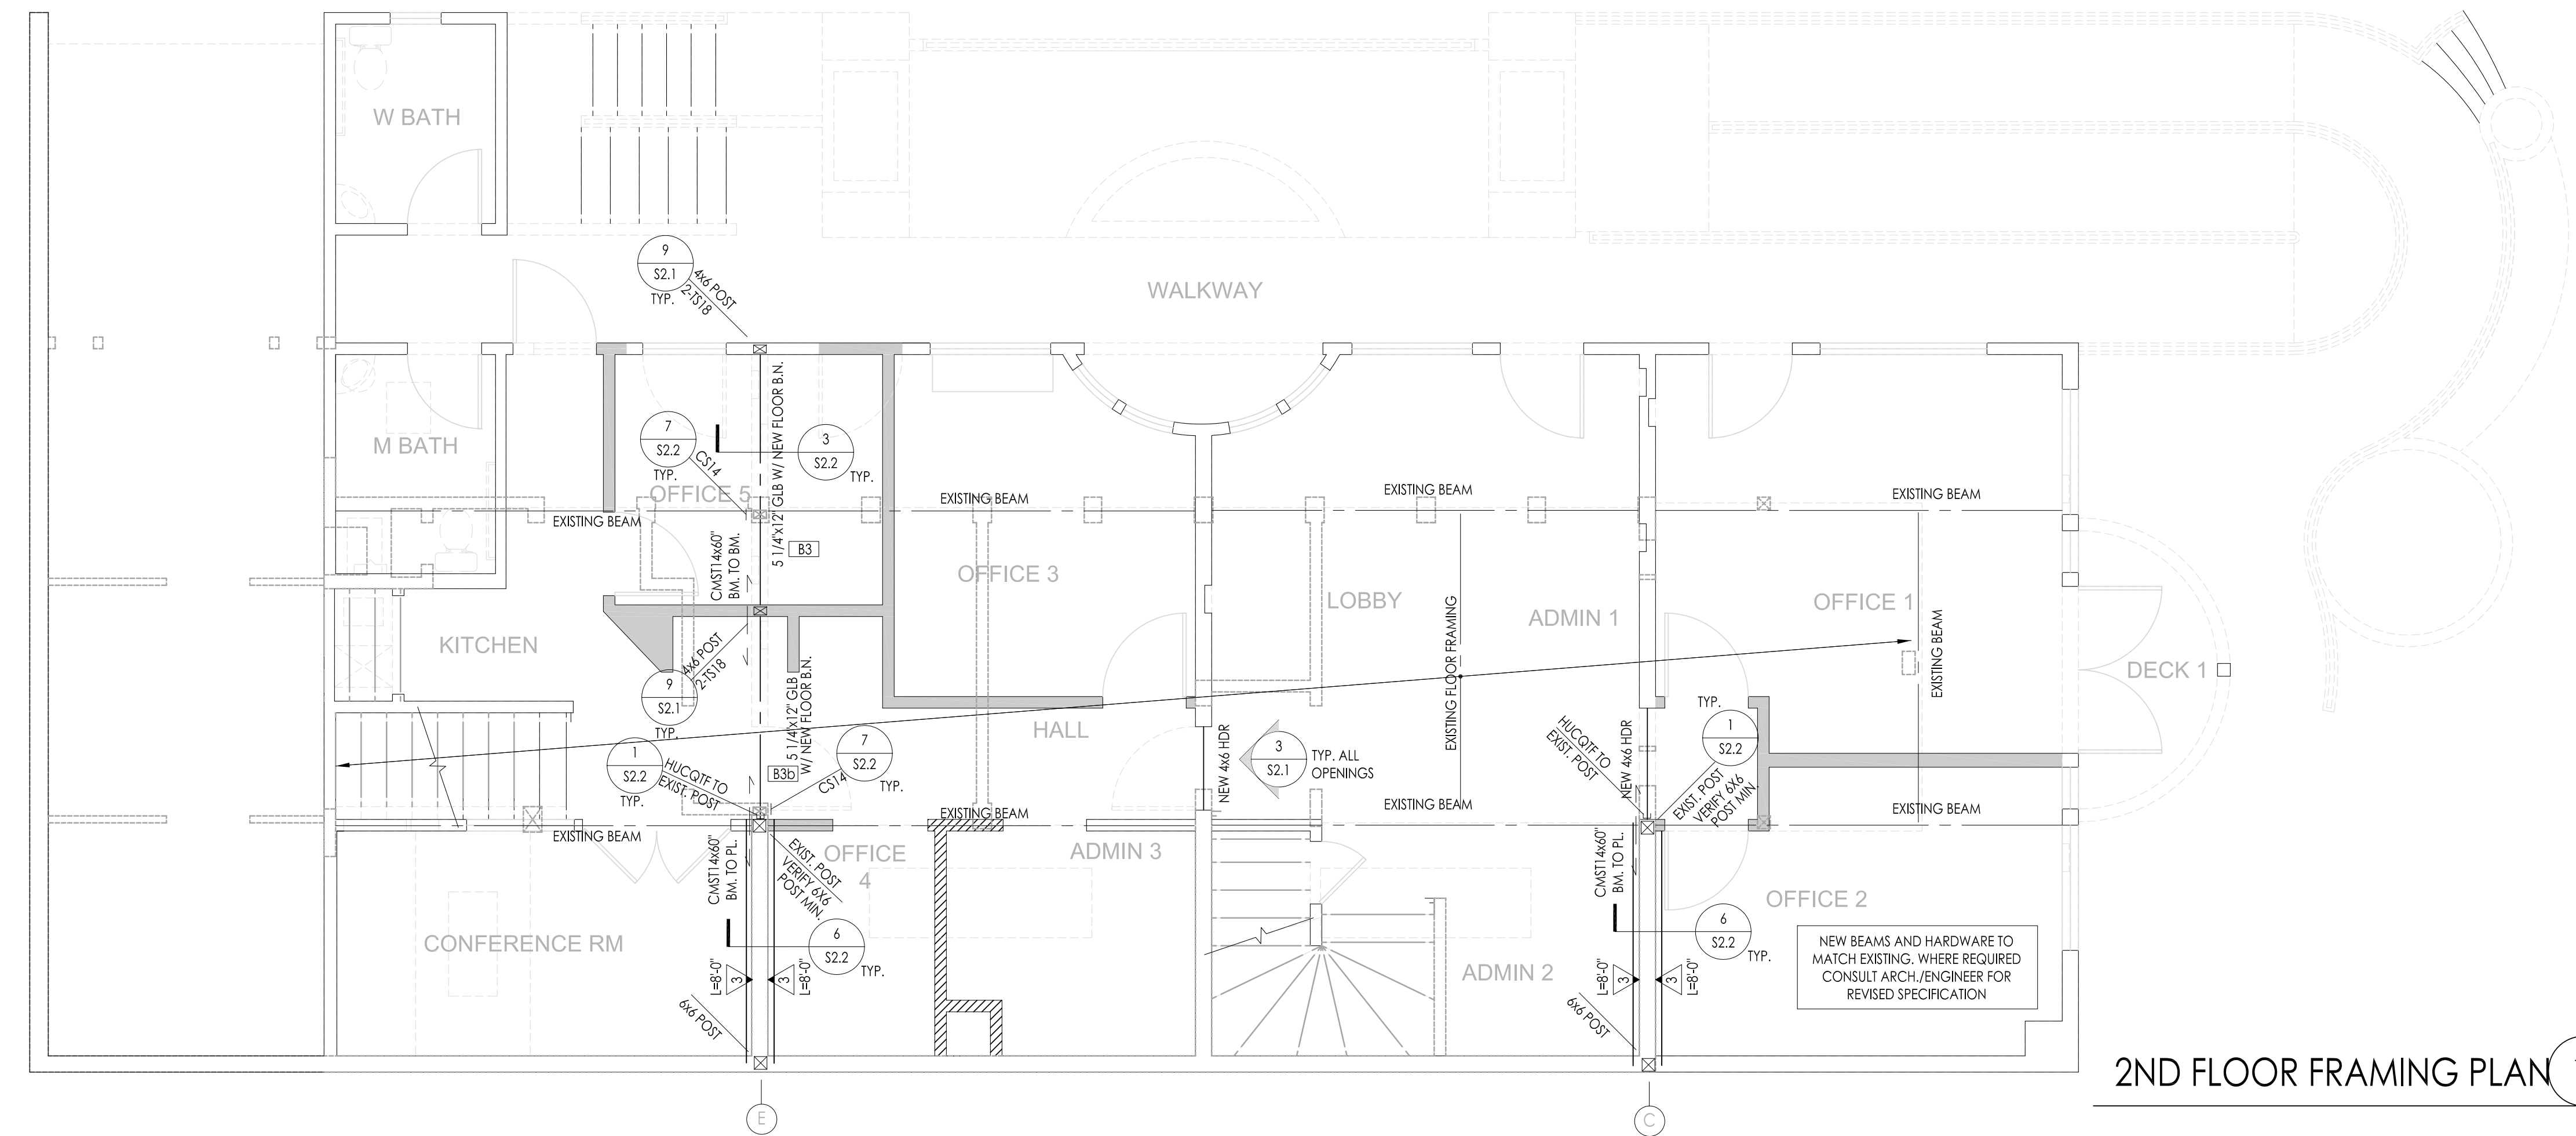 W BATH
9
S2.1
TYP.
4x6 POST
2-TS18
WALKWAY
M BATH
7
S2.2
TYP.
CS14
3
S2.2
TYP.
5 1/4"x12" GLB W/ NEW FLOOR B.N.
OFFICE 5
EXISTING BEAM
EXISTING BEAM
EXISTING BEAM
EXISTING BEAM
CMST14x60"
BM. TO BM.
B3
OFFICE 3
LOBBY
ADMIN 1
OFFICE 1
KITCHEN
EXISTING FLOOR FRAMING
EXISTING BEAM
DECK 1
4x6 POST
2-TS18
9
S2.1
TYP.
5 1/4"x12" GLB
W/ NEW FLOOR B.N.
B3b
HALL
1
S2.2
TYP.
HUCQTF TO
EXIST. POST
7
S2.2
TYP.
CS14
NEW 4x6 HDR
3
S2.1
TYP. ALL
OPENINGS
HUCQTF TO
EXIST. POST
NEW 4x6 HDR
TYP.
1
S2.2
EXIST. POST
VERIFY 6X6
POST MIN.
EXISTING BEAM
EXISTING BEAM
EXISTING BEAM
EXISTING BEAM
CMST14x60"
BM. TO PL.
EXIST. POST
VERIFY 6X6
POST MIN.
OFFICE
4
ADMIN 3
CMST14x60"
BM. TO PL.
OFFICE 2
CONFERENCE RM
6
S2.2
TYP.
6
S2.2
TYP.
ADMIN 2
NEW BEAMS AND HARDWARE TO
MATCH EXISTING. WHERE REQUIRED
CONSULT ARCH./ENGINEER FOR
REVISED SPECIFICATION
L=8'-0"
3
3
L=8'-0"
L=8'-0"
3
3
L=8'-0"
6x6 POST
6x6 POST
2ND FLOOR FRAMING PLAN
E
C